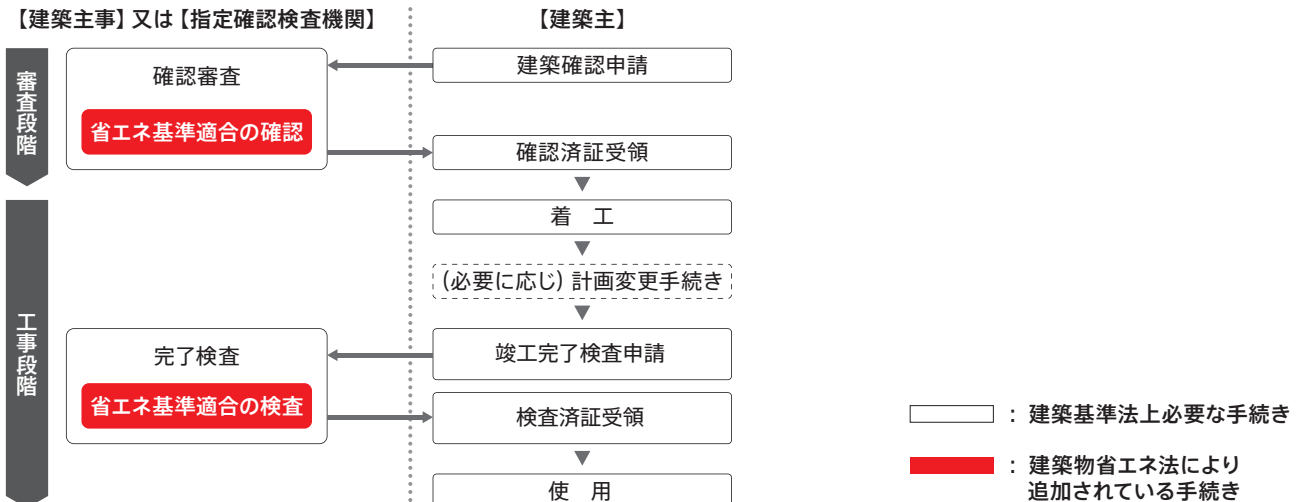 【建築主事】又は【指定確認検査機関】
【建築主】
審査段階
確認審査
省エネ基準適合の確認
建築確認申請
確認済証受領
着　工
(必要に応じ) 計画変更手続き
工事段階
完了検査
省エネ基準適合の検査
竣工完了検査申請
検査済証受領
使　用
：建築基準法上必要な手続き
：建築物省エネ法により
追加されている手続き